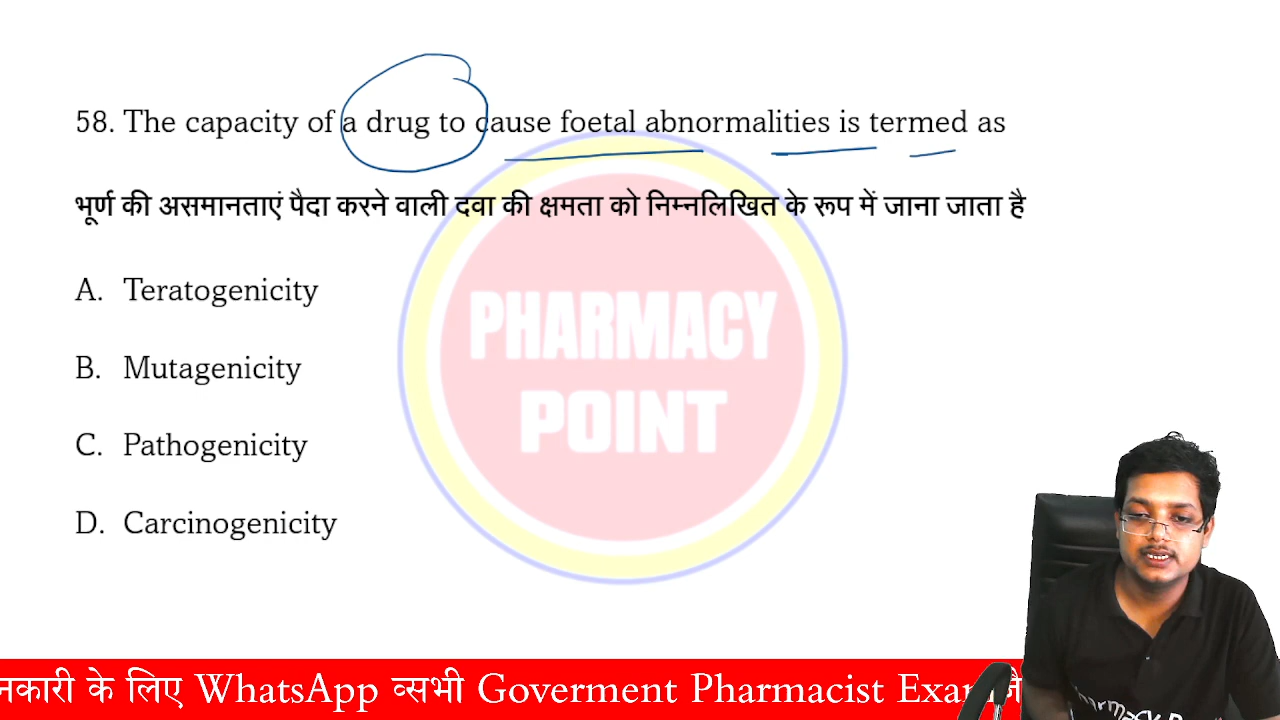 58. The capacity of a drug to cause foetal abnormalities is termed as
भूर्ण की असमानताएं पैदा करने वाली दवा की क्षमता को निम्नलिखित के रूप में जाना जाता है
A. Teratogenicity
B. Mutagenicity
C. Pathogenicity
D. Carcinogenicity
PHARMACY
POINT
नकारी के लिए WhatsApp व्सभी Goverment Pharmacist Exam